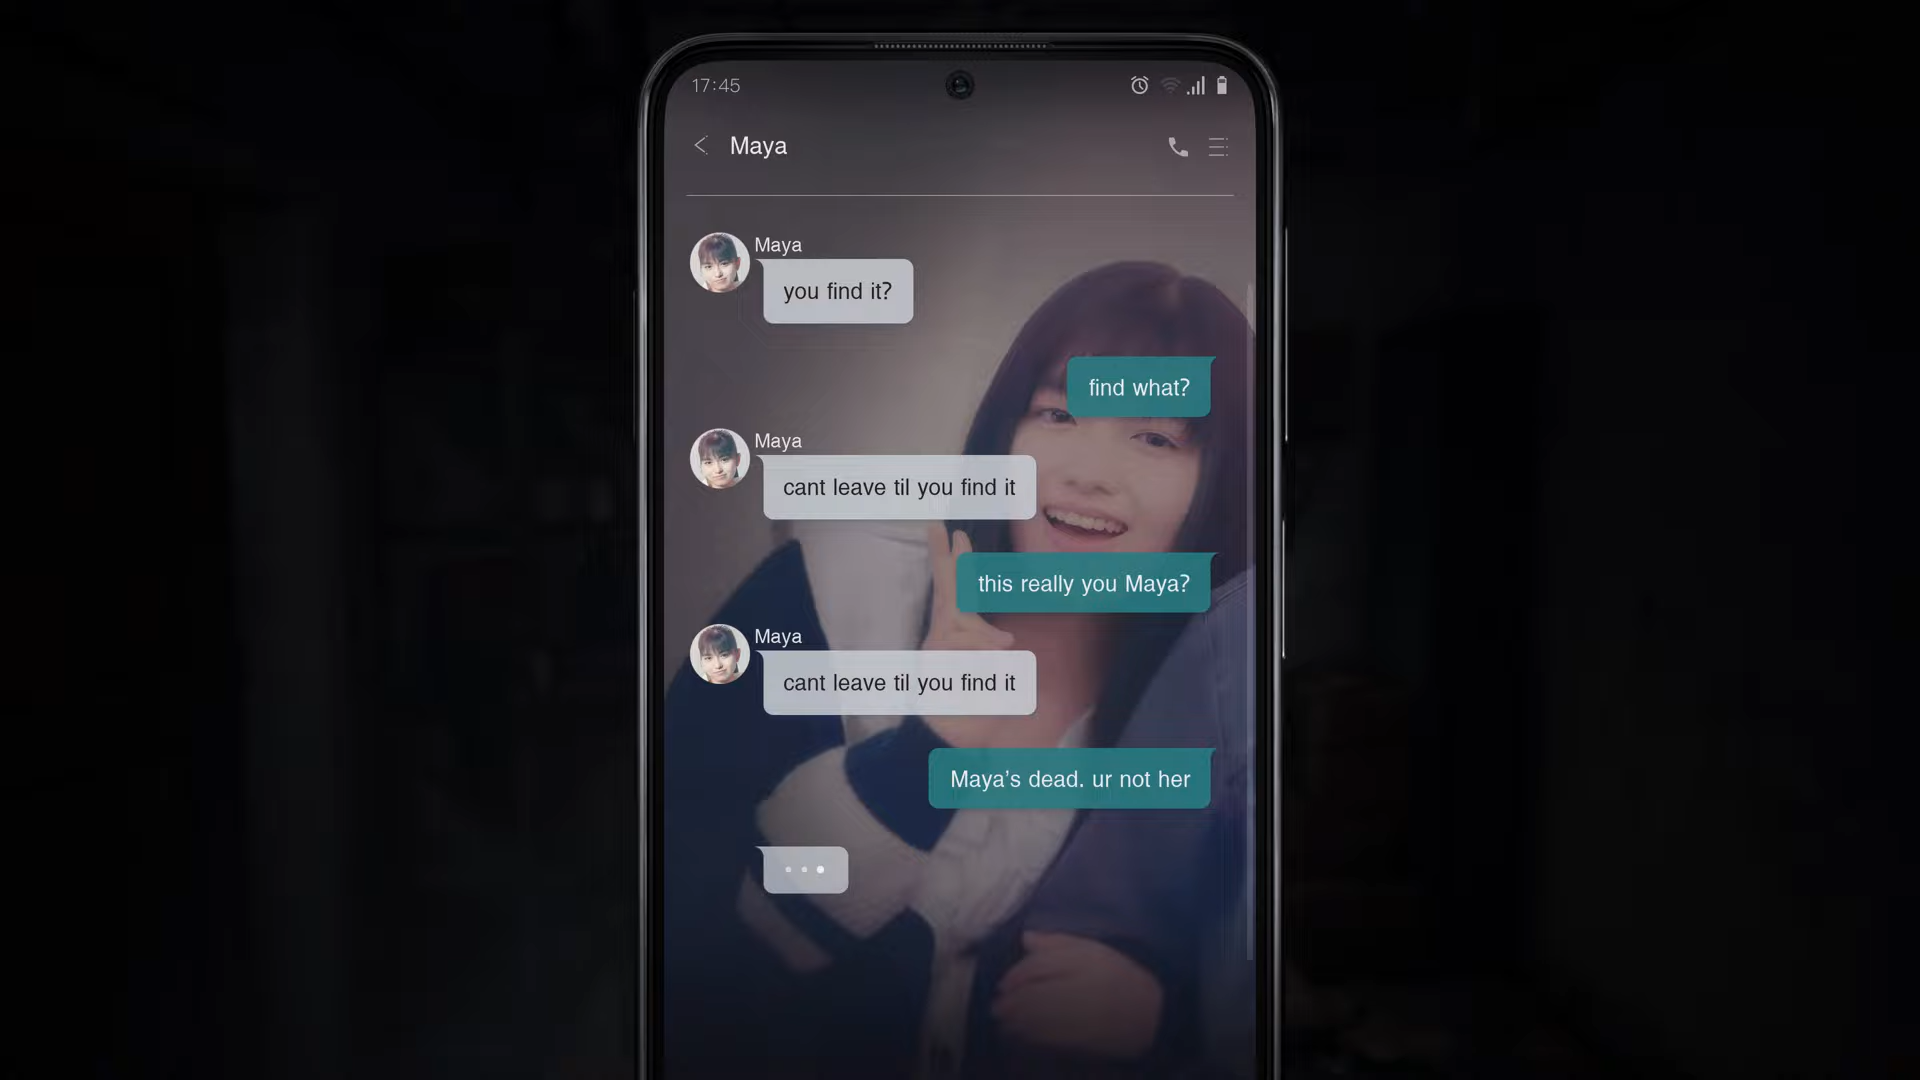 17:45
Maya
Maya
you find it?
find what?
Maya
cant leave til you find it
this really you Maya?
Maya
cant leave til you find it
Maya's dead. ur not her